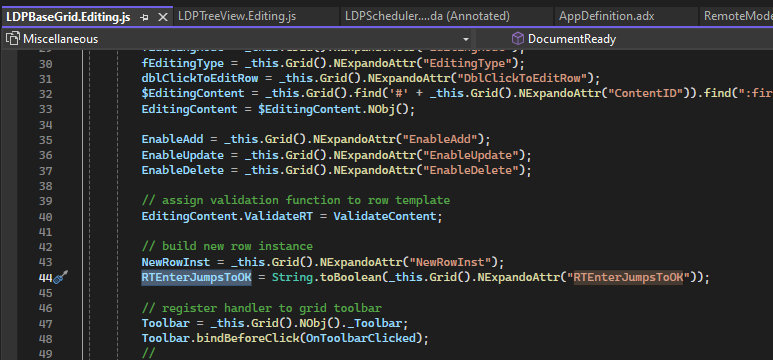 LDPBaseGrid.Editing.js
LDPTreeView.Editing.js
LDPScheduler....da (Annotated)
AppDefinition.adx
RemoteMode
Miscellaneous
DocumentReady
30 fEditingType = _this.Grid().NExpandoAttr("EditingType");
31 dblClickToEditRow = _this.Grid().NExpandoAttr("DblClickToEditRow");
32 $EditingContent = _this.Grid().find('#' + _this.Grid().NExpandoAttr("ContentID")).find(":fir
33 EditingContent = $EditingContent.NObj();
34
35 EnableAdd = _this.Grid().NExpandoAttr("EnableAdd");
36 EnableUpdate = _this.Grid().NExpandoAttr("EnableUpdate");
37 EnableDelete = _this.Grid().NExpandoAttr("EnableDelete");
38
39 // assign validation function to row template
40 EditingContent.ValidateRT = ValidateContent;
41
42 // build new row instance
43 NewRowInst = _this.Grid().NExpandoAttr("NewRowInst");
44 RTEnterJumpsToOK = String.toBoolean(_this.Grid().NExpandoAttr("RTEnterJumpsToOK"));
45
46 // register handler to grid toolbar
47 Toolbar = _this.Grid().NObj()._Toolbar;
48 Toolbar.bindBeforeClick(OnToolbarClicked);
49 //